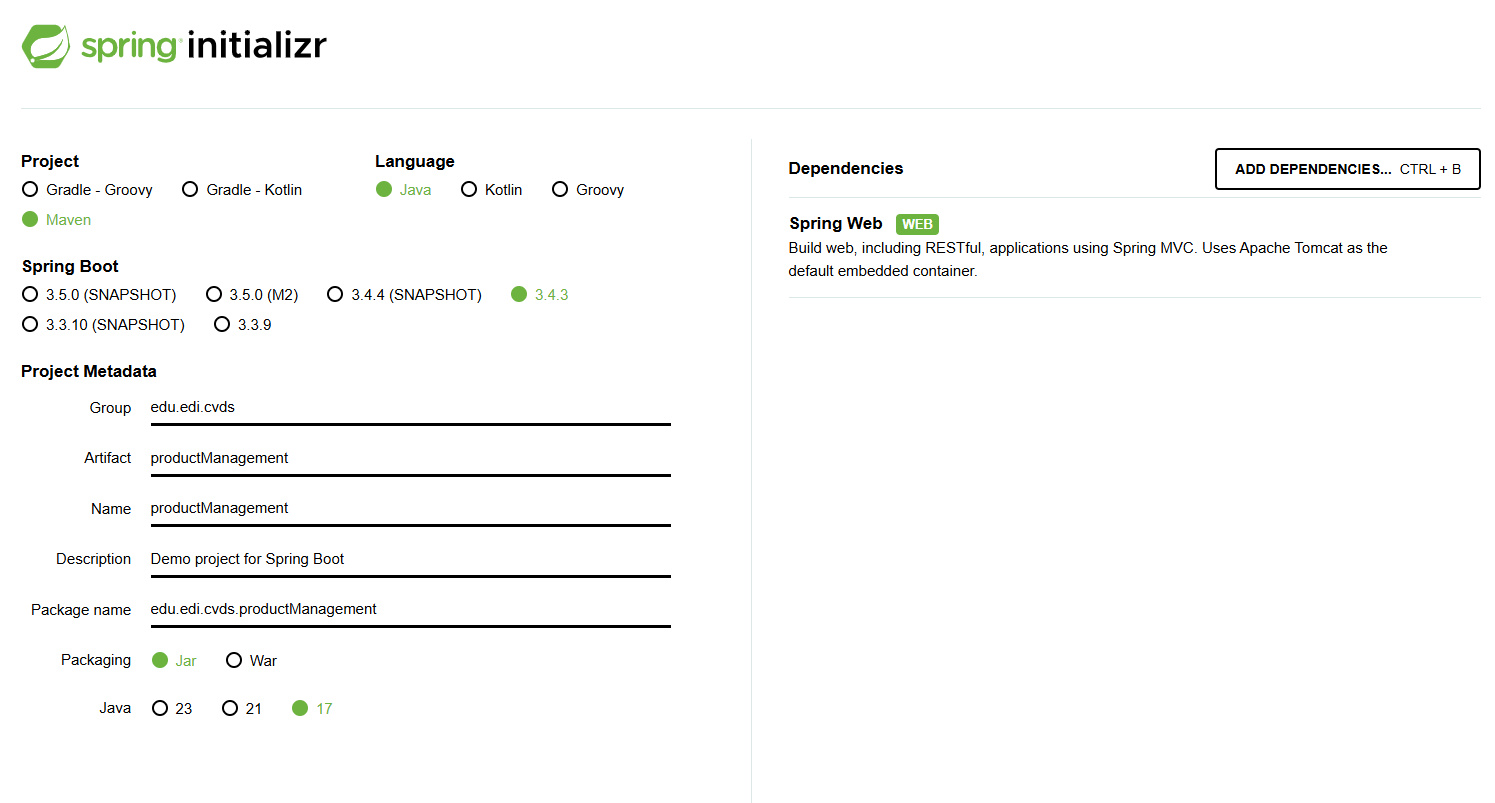 spring initializr
Project
Gradle - Groovy Gradle - Kotlin
Maven
Language
Java Kotlin Groovy
Spring Boot
3.5.0 (SNAPSHOT) 3.5.0 (M2) 3.4.4 (SNAPSHOT) 3.4.3
3.3.10 (SNAPSHOT) 3.3.9
Project Metadata
Group edu.edi.cvds
Artifact productManagement
Name productManagement
Description Demo project for Spring Boot
Package name edu.edi.cvds.productManagement
Packaging Jar War
Java 23 21 17
Dependencies ADD DEPENDENCIES... CTRL + B
Spring Web WEB
Build web, including RESTful, applications using Spring MVC. Uses Apache Tomcat as the
default embedded container.